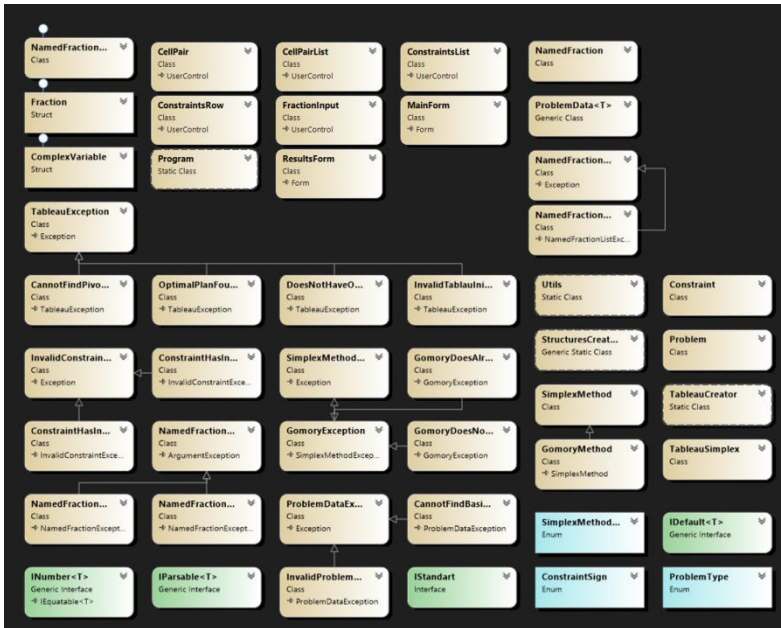 NamedFraction...
Class
CellPair
Class
UserControl
CellPairList
Class
UserControl
ConstraintsList
Class
UserControl
NamedFraction
Class
Fraction
Struct
ConstraintsRow
Class
UserControl
FractionInput
Class
UserControl
MainForm
Class
Form
ProblemData<T>
Generic Class
ComplexVariable
Struct
Program
Static Class
ResultsForm
Class
Form
NamedFraction...
Class
Exception
TableauException
Class
Exception
NamedFraction...
Class
NamedFractionListExc...
CannotFindPivo...
Class
TableauException
OptimalPlanFou...
Class
TableauException
DoesNotHaveO...
Class
TableauException
InvalidTablauIni...
Class
TableauException
Utils
Static Class
Constraint
Class
InvalidConstrain...
Class
Exception
ConstraintHasIn...
Class
InvalidConstraintExce...
SimplexMethod...
Class
Exception
GomoryDoesAlr...
Class
GomoryException
StructuresCreat...
Generic Static Class
Problem
Class
SimplexMethod
Class
TableauCreator
Static Class
ConstraintHasIn...
Class
InvalidConstraintExce...
NamedFraction...
Class
ArgumentException
GomoryException
Class
SimplexMethodExcep...
GomoryDoesNo...
Class
GomoryException
GomoryMethod
Class
SimplexMethod
TableauSimplex
Class
NamedFraction...
Class
NamedFractionExcept...
NamedFraction...
Class
NamedFractionExcept...
ProblemDataEx...
Class
Exception
CannotFindBasi...
Class
ProblemDataException
SimplexMethod...
Enum
IDefault<T>
Generic Interface
INumber<T>
Generic Interface
IEquatable<T>
IParsable<T>
Generic Interface
InvalidProblem...
Class
ProblemDataException
IStandart
Interface
ConstraintSign
Enum
ProblemType
Enum